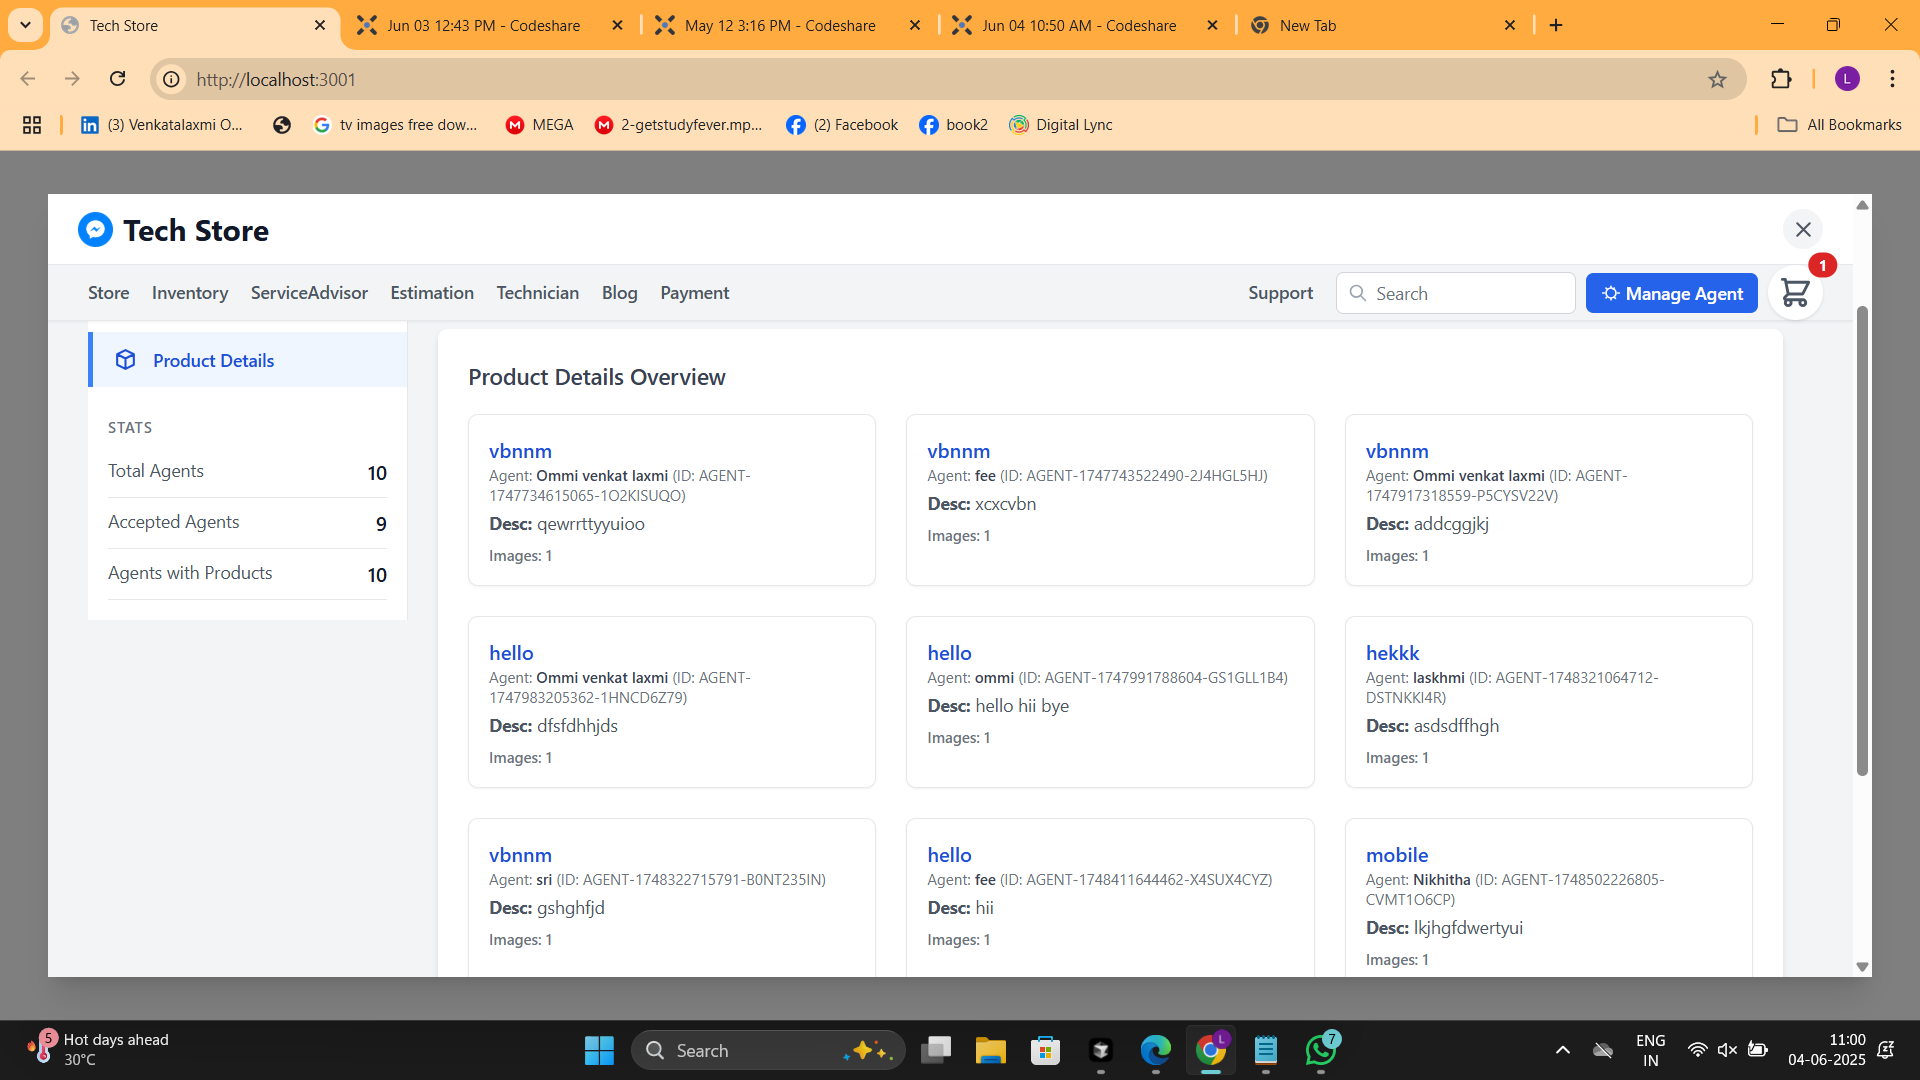 Tech Store
Jun 03 12:43 PM - Codeshare
May 12 3:16 PM - Codeshare
Jun 04 10:50 AM - Codeshare
New Tab
http://localhost:3001
L
(3) Venkatalaxmi O...
tv images free dow...
MEGA
2-getstudyfever.mp...
(2) Facebook
book2
Digital Lync
All Bookmarks
Tech Store
1
Store
Inventory
ServiceAdvisor
Estimation
Technician
Blog
Payment
Support
Search
Manage Agent
Product Details
STATS
Total Agents 10
Accepted Agents 9
Agents with Products 10
Product Details Overview
vbnnm
Agent: Ommi venkat laxmi (ID: AGENT-
1747734615065-1O2KISUQO)
Desc: qewrrttyyuioo
Images: 1
vbnnm
Agent: fee (ID: AGENT-1747743522490-2J4HGL5HJ)
Desc: xcxcvbn
Images: 1
vbnnm
Agent: Ommi venkat laxmi (ID: AGENT-
1747917318559-P5CYSV22V)
Desc: addcggjkj
Images: 1
hello
Agent: Ommi venkat laxmi (ID: AGENT-
1747983205362-1HNCD6Z79)
Desc: dfsfdhhjds
Images: 1
hello
Agent: ommi (ID: AGENT-1747991788604-GS1GLL1B4)
Desc: hello hii bye
Images: 1
hekkk
Agent: laskhmi (ID: AGENT-1748321064712-
DSTNKKI4R)
Desc: asdsdffhgh
Images: 1
vbnnm
Agent: sri (ID: AGENT-1748322715791-B0NT235IN)
Desc: gshghfjd
Images: 1
hello
Agent: fee (ID: AGENT-1748411644462-X4SUX4CYZ)
Desc: hii
Images: 1
mobile
Agent: Nikhitha (ID: AGENT-1748502226805-
CVMT1O6CP)
Desc: lkjhgfdwertyui
Images: 1
5
Hot days ahead
30°C
Search
L
7
ENG
IN
11:00
04-06-2025